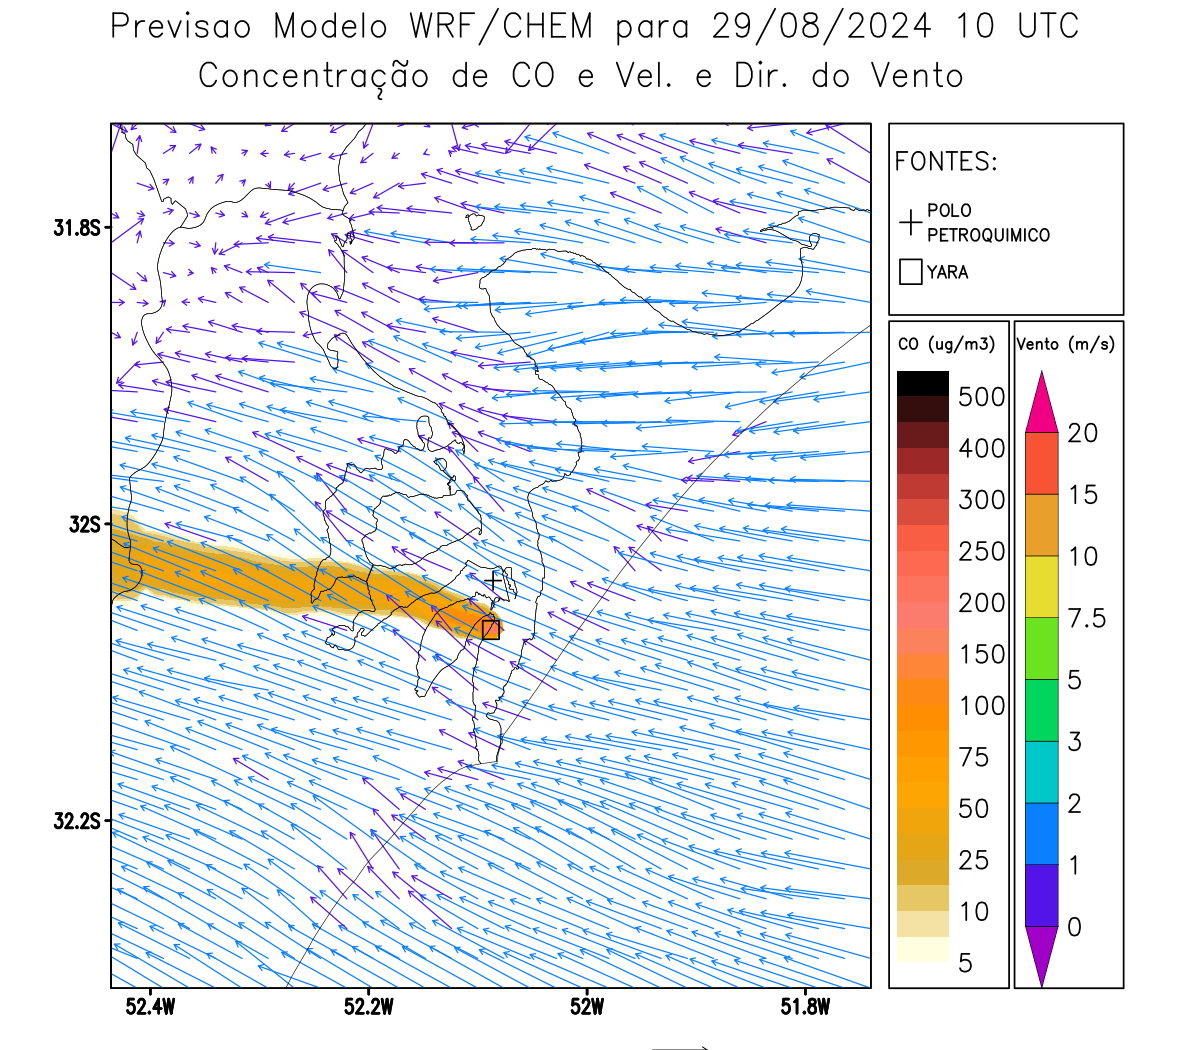 Previsao Modelo WRF/CHEM para 29/08/2024 10 UTC
Concentração de CO e Vel. e Dir. do Vento
FONTES:
POLO
PETROQUIMICO
YARA
CO (ug/m3)
500
400
300
250
200
150
100
75
50
25
10
5
Vento (m/s)
20
15
10
7.5
5
3
2
1
0
31.8S
32S
32.2S
52.4W
52.2W
52W
51.8W